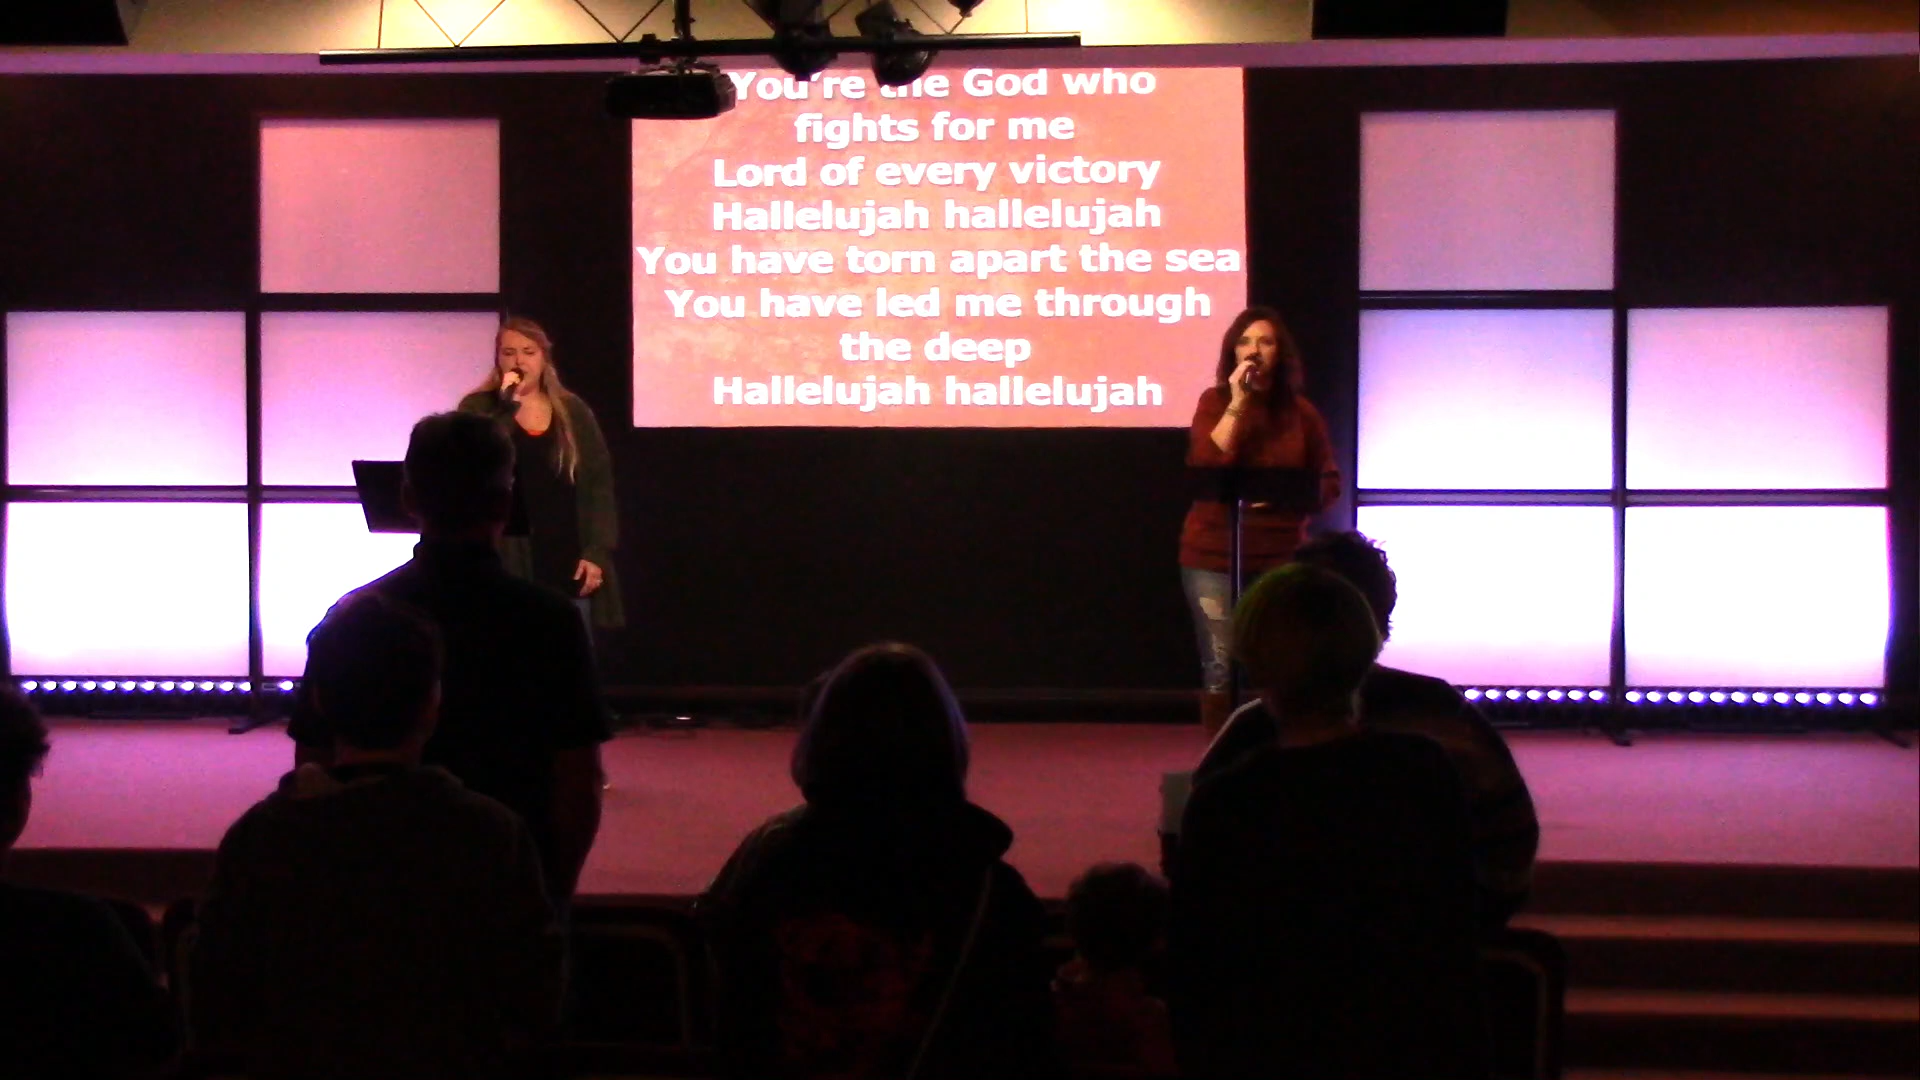 You're the God who
fights for me
Lord of every victory
Hallelujah hallelujah
You have torn apart the sea
You have led me through
the deep
Hallelujah hallelujah